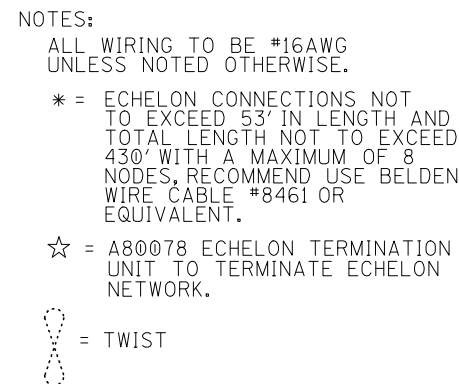 NOTES:
ALL WIRING TO BE #16AWG
UNLESS NOTED OTHERWISE.
* = ECHELON CONNECTIONS NOT
TO EXCEED 53' IN LENGTH AND
TOTAL LENGTH NOT TO EXCEED
430' WITH A MAXIMUM OF 8
NODES, RECOMMEND USE BELDEN
WIRE CABLE #8461 OR
EQUIVALENT.
☆ = A80078 ECHELON TERMINATION
UNIT TO TERMINATE ECHELON
NETWORK.
= TWIST